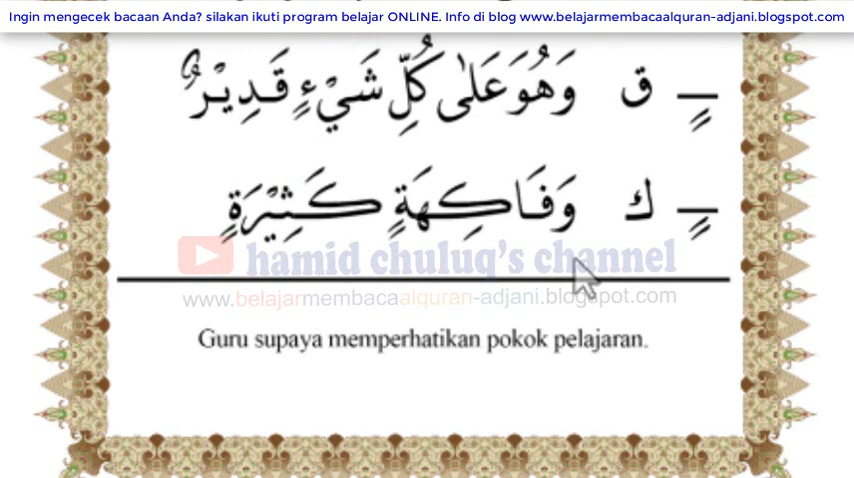 Ingin mengecek bacaan Anda? silakan ikuti program belajar ONLINE. Info di blog www.belajarmembacaalquran-adjani.blogspot.com
ـٍ ق وَهُوَعَلٰى كُلِّ شَيْءٍ قَدِيْرٌ
ـٍ ك وَفَاكِهَةٍ كَثِيْرَةٍ
hamid chuluq's channel
www.belajarmembacaalquran-adjani.blogspot.com
Guru supaya memperhatikan pokok pelajaran.